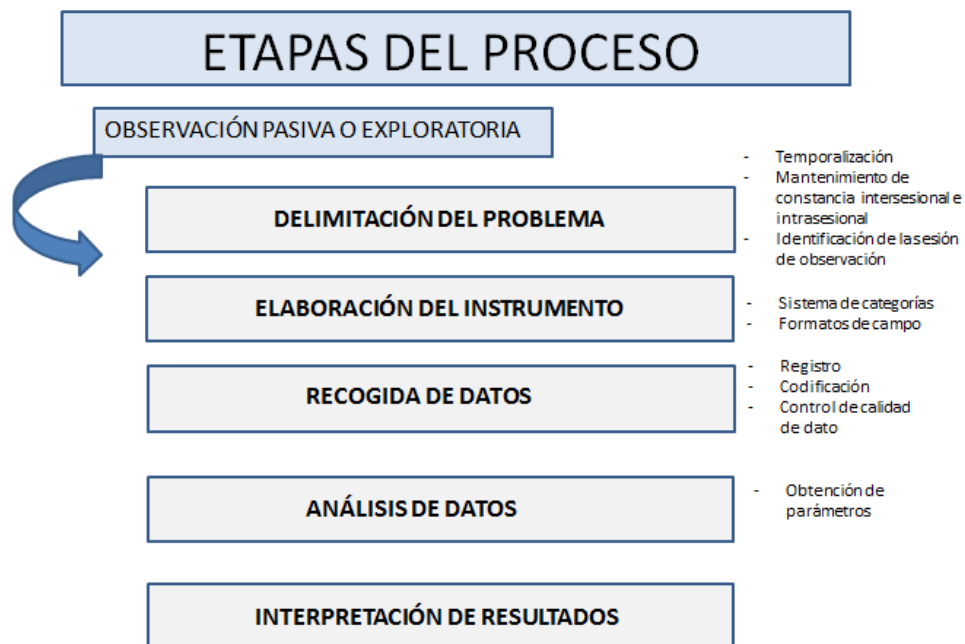 ETAPAS DEL PROCESO
OBSERVACIÓN PASIVA O EXPLORATORIA
DELIMITACIÓN DEL PROBLEMA
- Temporalización
- Mantenimiento de
constancia intersesional e
intrasesional
- Identificación de la sesión
de observación
ELABORACIÓN DEL INSTRUMENTO
- Sistema de categorías
- Formatos de campo
RECOGIDA DE DATOS
- Registro
- Codificación
- Control de calidad
de dato
ANÁLISIS DE DATOS
- Obtención de
parámetros
INTERPRETACIÓN DE RESULTADOS